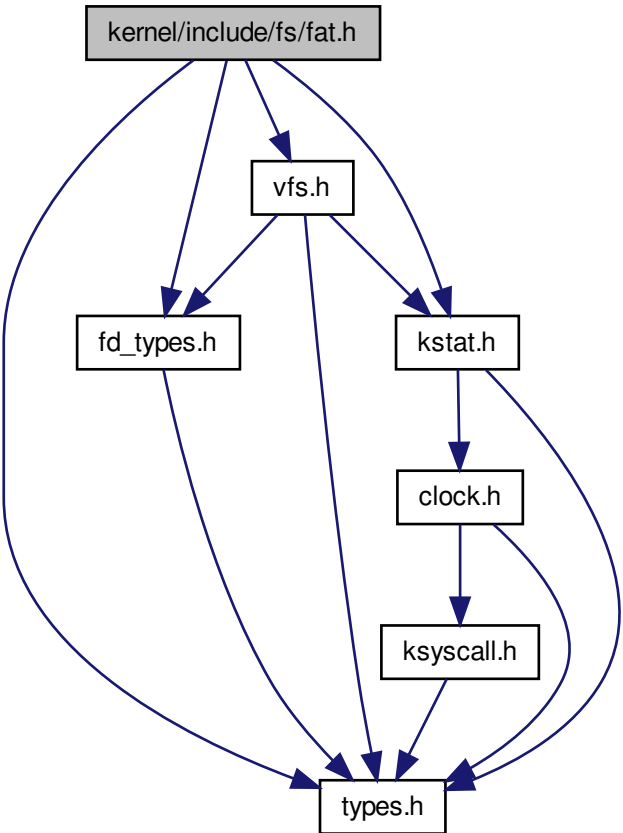 kernel/include/fs/fat.h
vfs.h
fd_types.h
kstat.h
clock.h
ksyscall.h
types.h